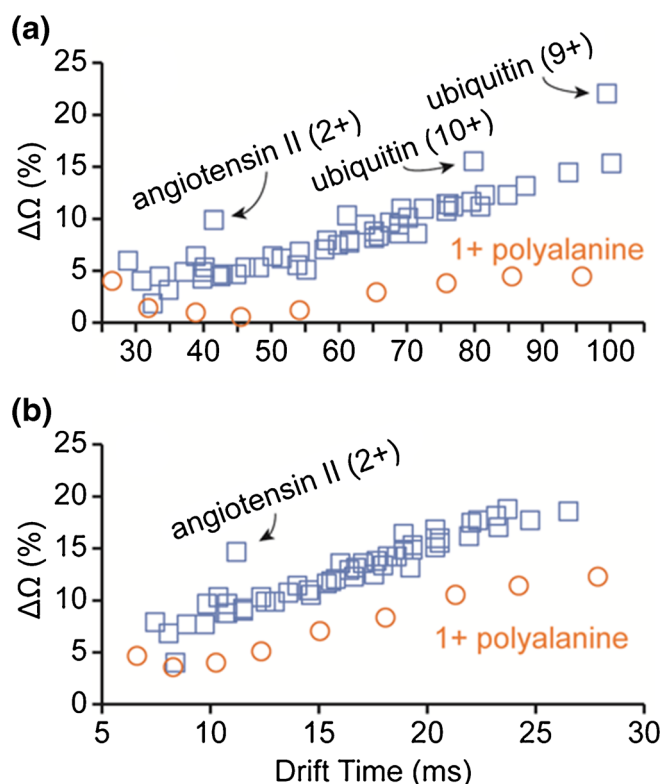 (a)
25
20
15
10
5
0
ΔΩ (%)
angiotensin II (2+)
ubiquitin (10+)
ubiquitin (9+)
1+ polyalanine
30 40 50 60 70 80 90 100
(b)
25
20
15
10
5
0
ΔΩ (%)
angiotensin II (2+)
1+ polyalanine
5 10 15 20 25 30
Drift Time (ms)